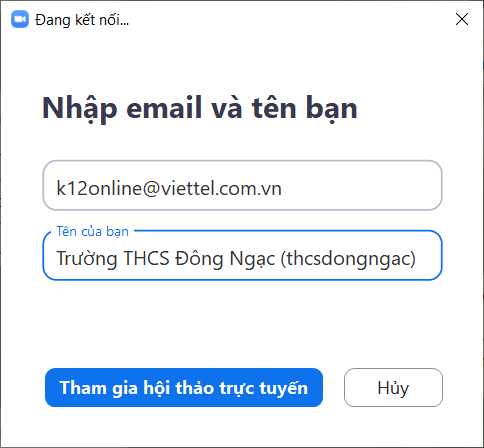 Đang kết nối...
Nhập email và tên bạn
k12online@viettel.com.vn
Tên của bạn
Trường THCS Đông Ngạc (thcsdongngac)
Tham gia hội thảo trực tuyến
Hủy